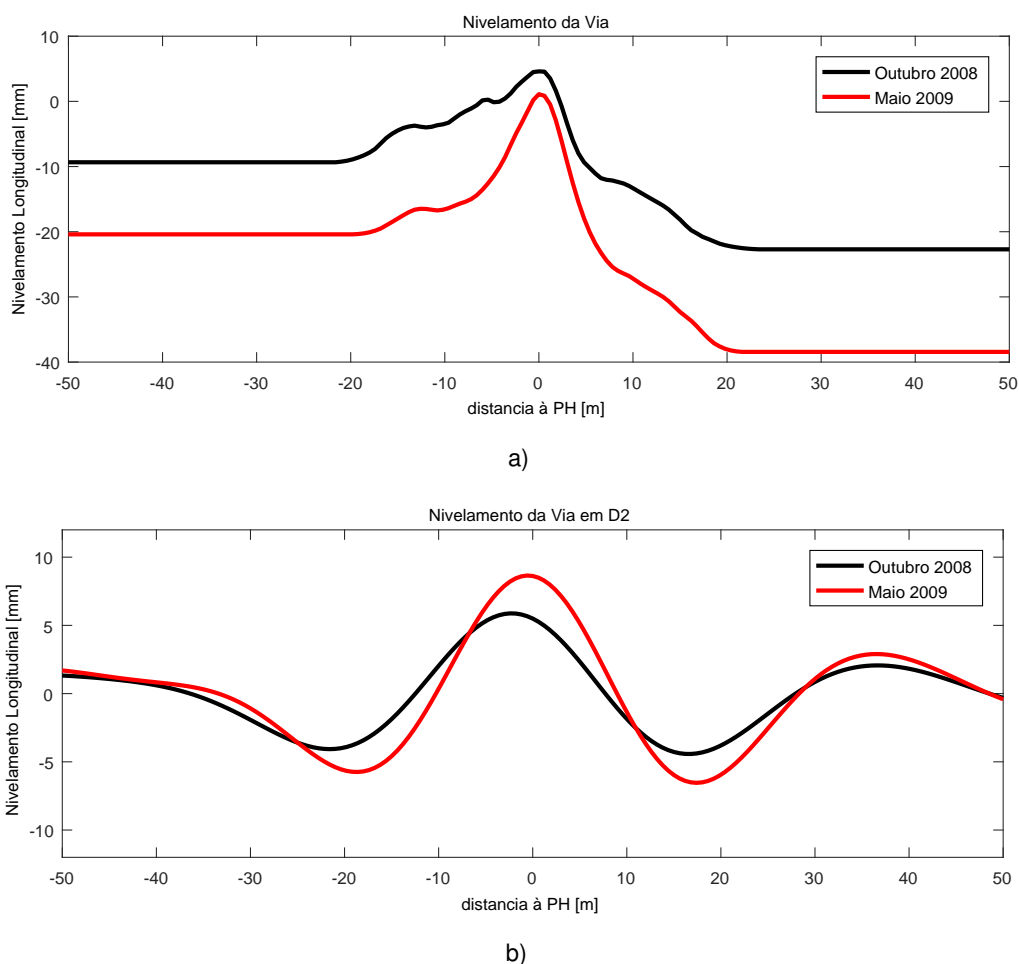 Nivelamento da Via
Nivelamento Longitudinal [mm]
10
0
-10
-20
-30
-40
Outubro 2008
Maio 2009
-50 -40 -30 -20 -10 0 10 20 30 40 50
distancia à PH [m]
a)
Nivelamento da Via em D2
Nivelamento Longitudinal [mm]
10
5
0
-5
-10
Outubro 2008
Maio 2009
-50 -40 -30 -20 -10 0 10 20 30 40 50
distancia à PH [m]
b)